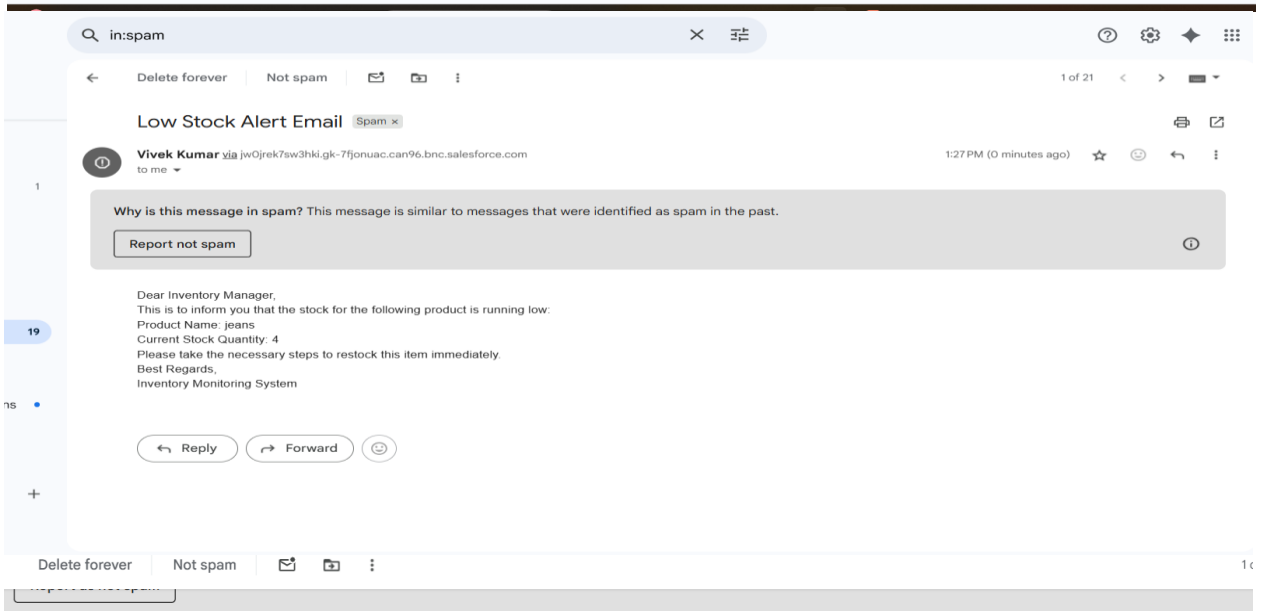 in:spam
Delete forever Not spam 1 of 21
Low Stock Alert Email Spam ×
Vivek Kumar via jw0jrek7sw3hki.gk-7fjonuac.can96.bnc.salesforce.com 1:27 PM (0 minutes ago)
to me
1
Why is this message in spam? This message is similar to messages that were identified as spam in the past.
Report not spam
Dear Inventory Manager,
This is to inform you that the stock for the following product is running low:
Product Name: jeans
19
Current Stock Quantity: 4
Please take the necessary steps to restock this item immediately.
Best Regards,
Inventory Monitoring System
ns
Reply Forward
Delete forever Not spam